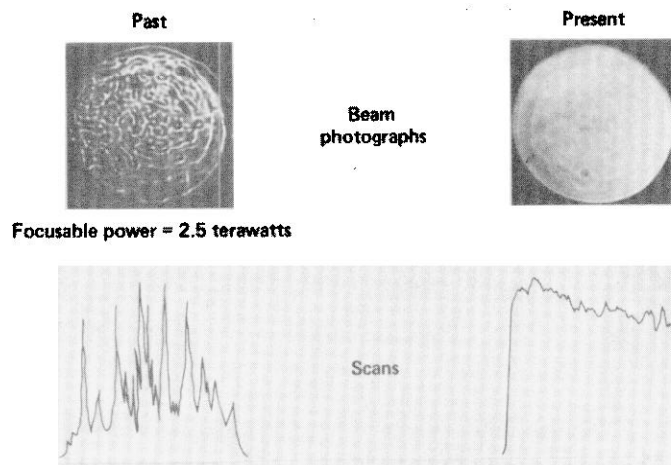 Past
Present
Beam
photographs
Focusable power = 2.5 terawatts
Scans